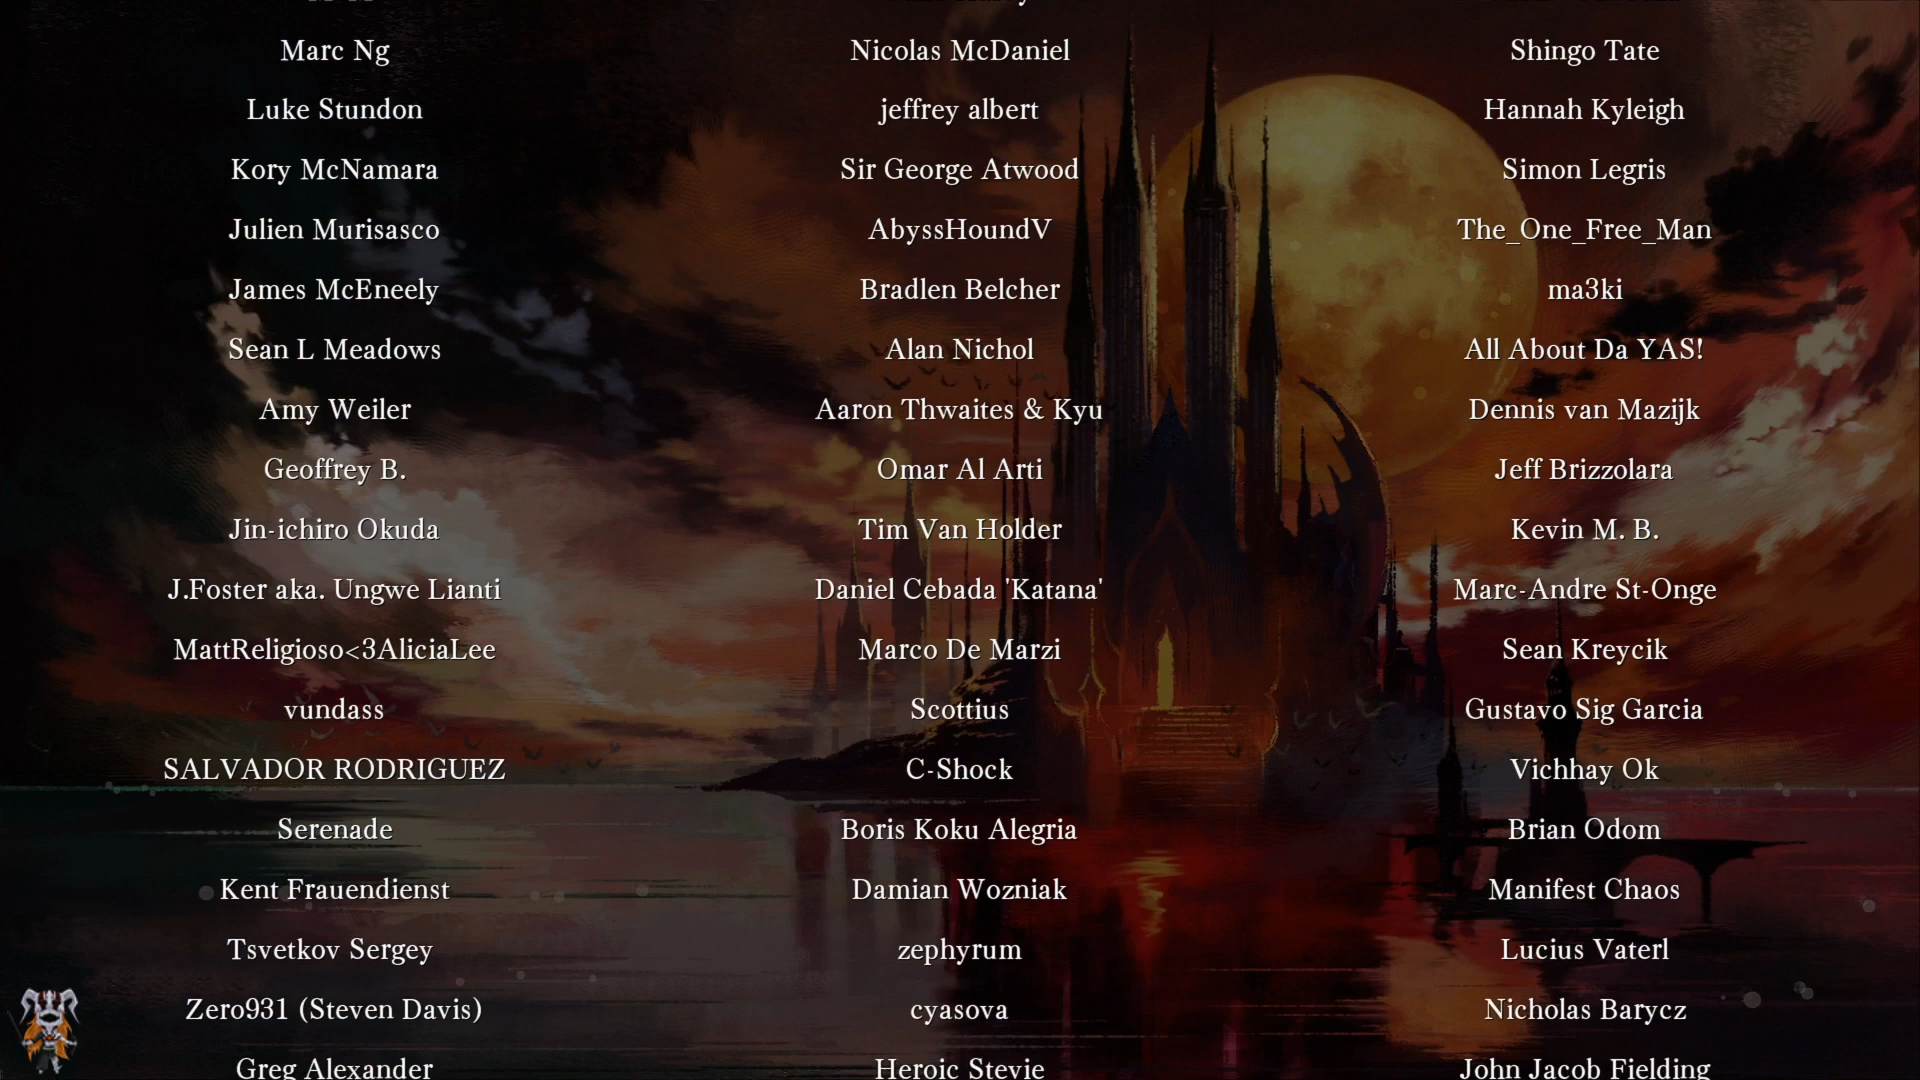 Marc Ng
Nicolas McDaniel
Shingo Tate
Luke Stundon
jeffrey albert
Hannah Kyleigh
Kory McNamara
Sir George Atwood
Simon Legris
Julien Murisasco
AbyssHoundV
The_One_Free_Man
James McEneely
Bradlen Belcher
ma3ki
Sean L Meadows
Alan Nichol
All About Da YAS!
Amy Weiler
Aaron Thwaites & Kyu
Dennis van Mazijk
Geoffrey B.
Omar Al Arti
Jeff Brizzolara
Jin-ichiro Okuda
Tim Van Holder
Kevin M. B.
J.Foster aka. Ungwe Lianti
Daniel Cebada 'Katana'
Marc-Andre St-Onge
MattReligioso<3AliciaLee
Marco De Marzi
Sean Kreycik
vundass
Scottius
Gustavo Sig Garcia
SALVADOR RODRIGUEZ
C-Shock
Vichhay Ok
Serenade
Boris Koku Alegria
Brian Odom
Kent Frauendienst
Damian Wozniak
Manifest Chaos
Tsvetkov Sergey
zephyrum
Lucius Vaterl
Zero931 (Steven Davis)
cyasova
Nicholas Barycz
Greg Alexander
Heroic Stevie
John Jacob Fielding